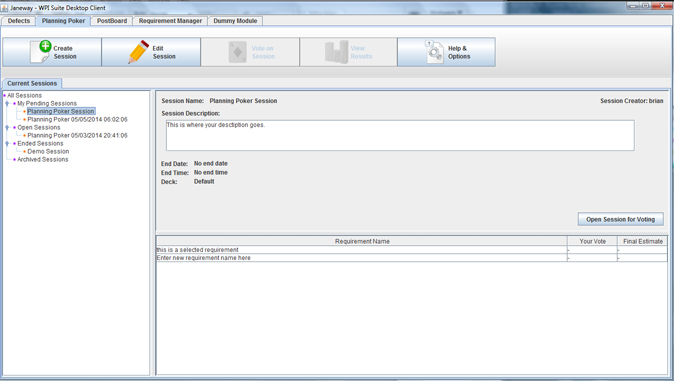 Janeway - WPI Suite Desktop Client
Defects Planning Poker PostBoard Requirement Manager Dummy Module
Create Session
Edit Session
Vote on Session
View Results
Help & Options
Current Sessions
All Sessions
My Pending Sessions
Planning Poker Session
Planning Poker 05/05/2014 06:02:06
Open Sessions
Planning Poker 05/03/2014 20:41:06
Ended Sessions
Demo Session
Archived Sessions
Session Name: Planning Poker Session Session Creator: brian
Session Description:
This is where your desctiption goes.
End Date: No end date
End Time: No end time
Deck: Default
Open Session for Voting
Requirement Name Your Vote Final Estimate
this is a selected requirement - -
Enter new requirement name here - -